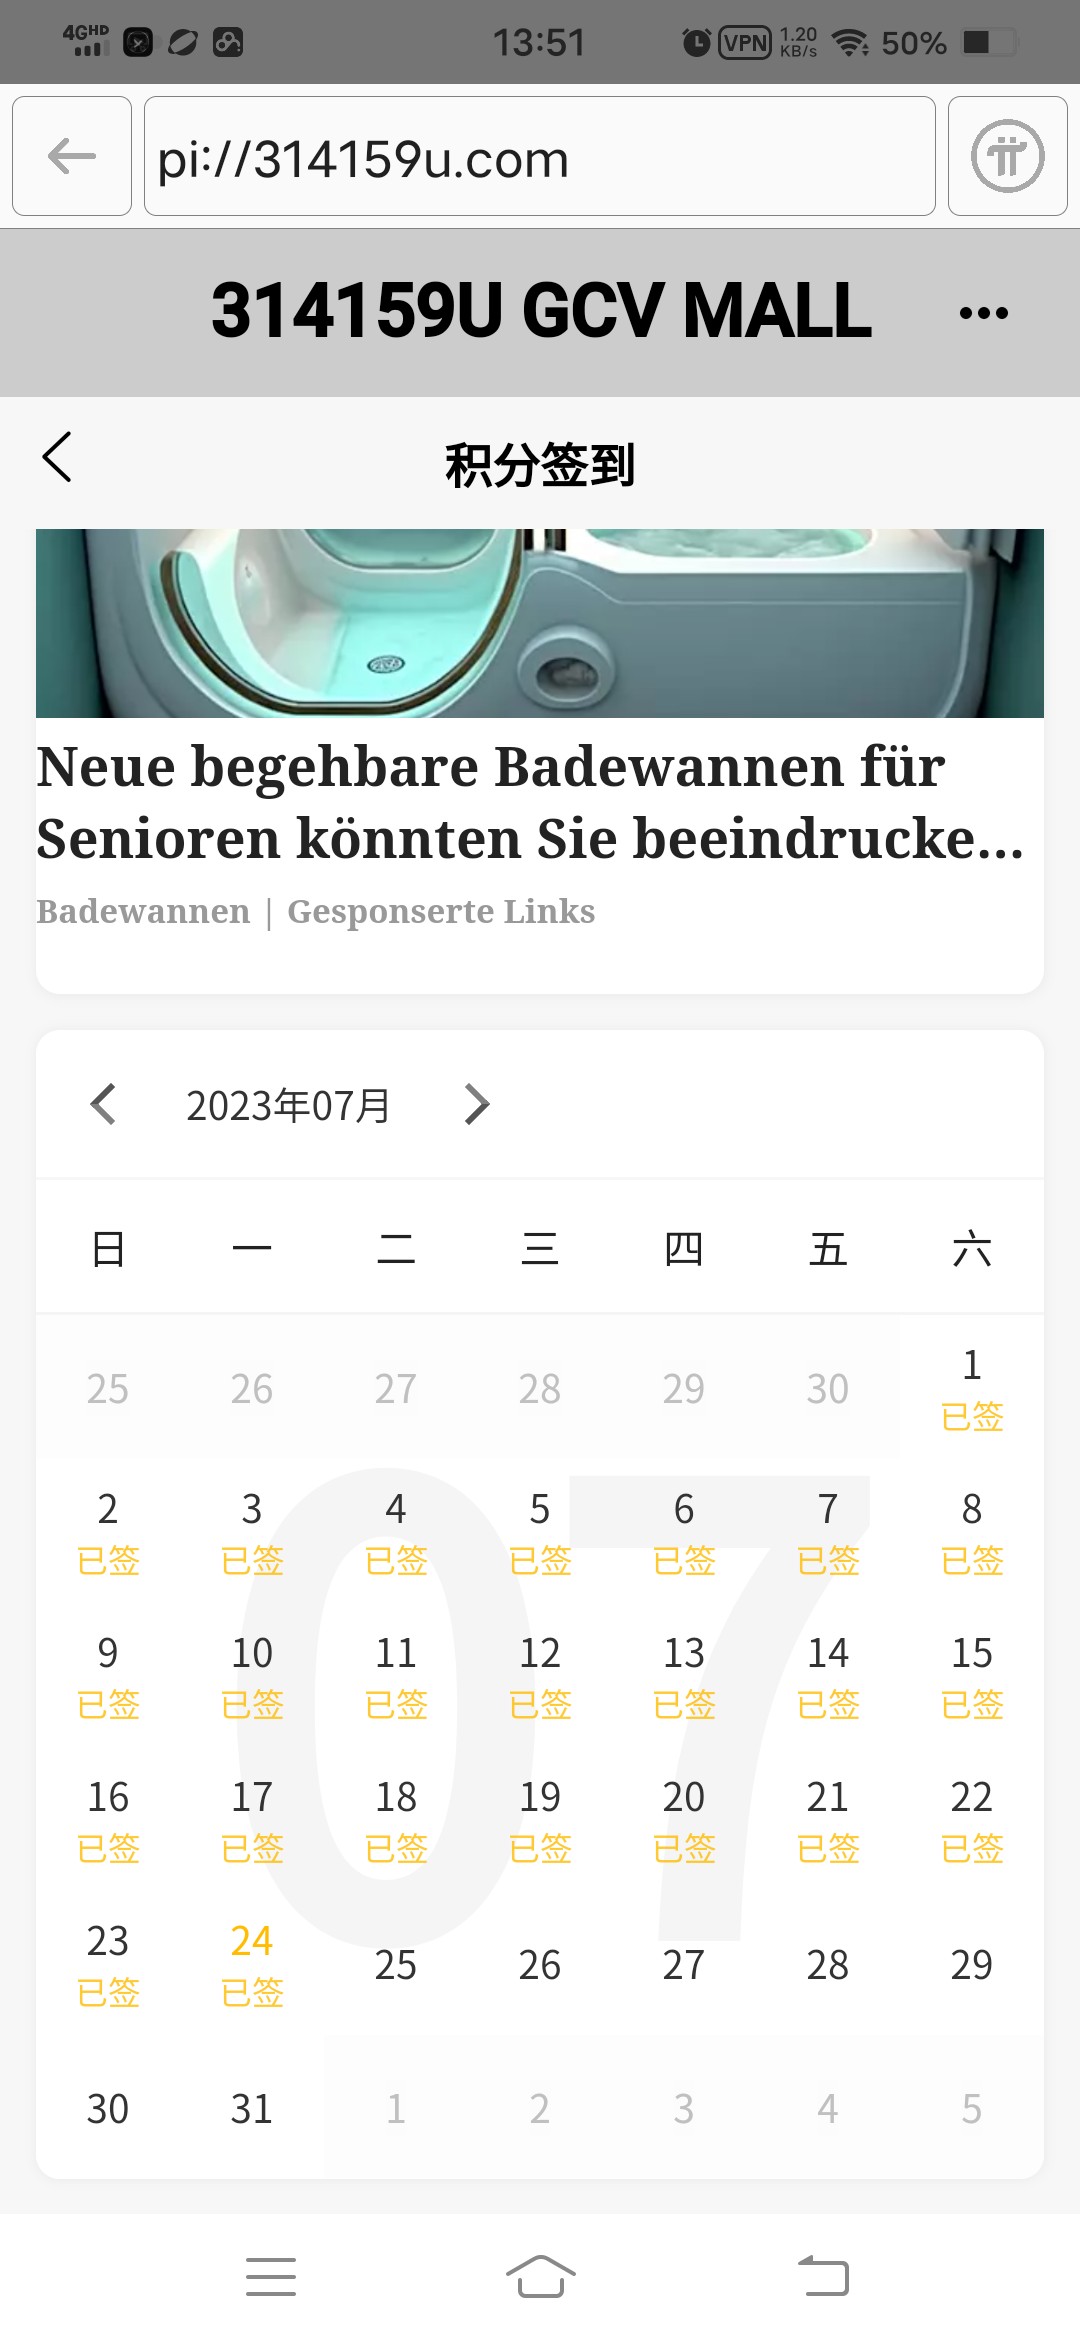 4GHD 13:51 VPN 1.20 KB/s 50%
pi://314159u.com
314159U GCV MALL
积分签到
Neue begehbare Badewannen für
Senioren könnten Sie beeindrucke...
Badewannen | Gesponserte Links
2023年07月
日 一 二 三 四 五 六
25 26 27 28 29 30 1
已签
2 3 4 5 6 7 8
已签 已签 已签 已签 已签 已签 已签
07
9 10 11 12 13 14 15
已签 已签 已签 已签 已签 已签 已签
16 17 18 19 20 21 22
已签 已签 已签 已签 已签 已签 已签
23 24 25 26 27 28 29
已签 已签
30 31 1 2 3 4 5